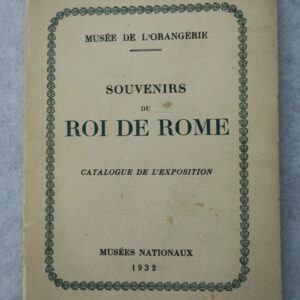 MUSÉE DE L'ORANGERIE
SOUVENIRS
DU
ROI DE ROME
CATALOGUE DE L'EXPOSITION
MUSÉES NATIONAUX
1932